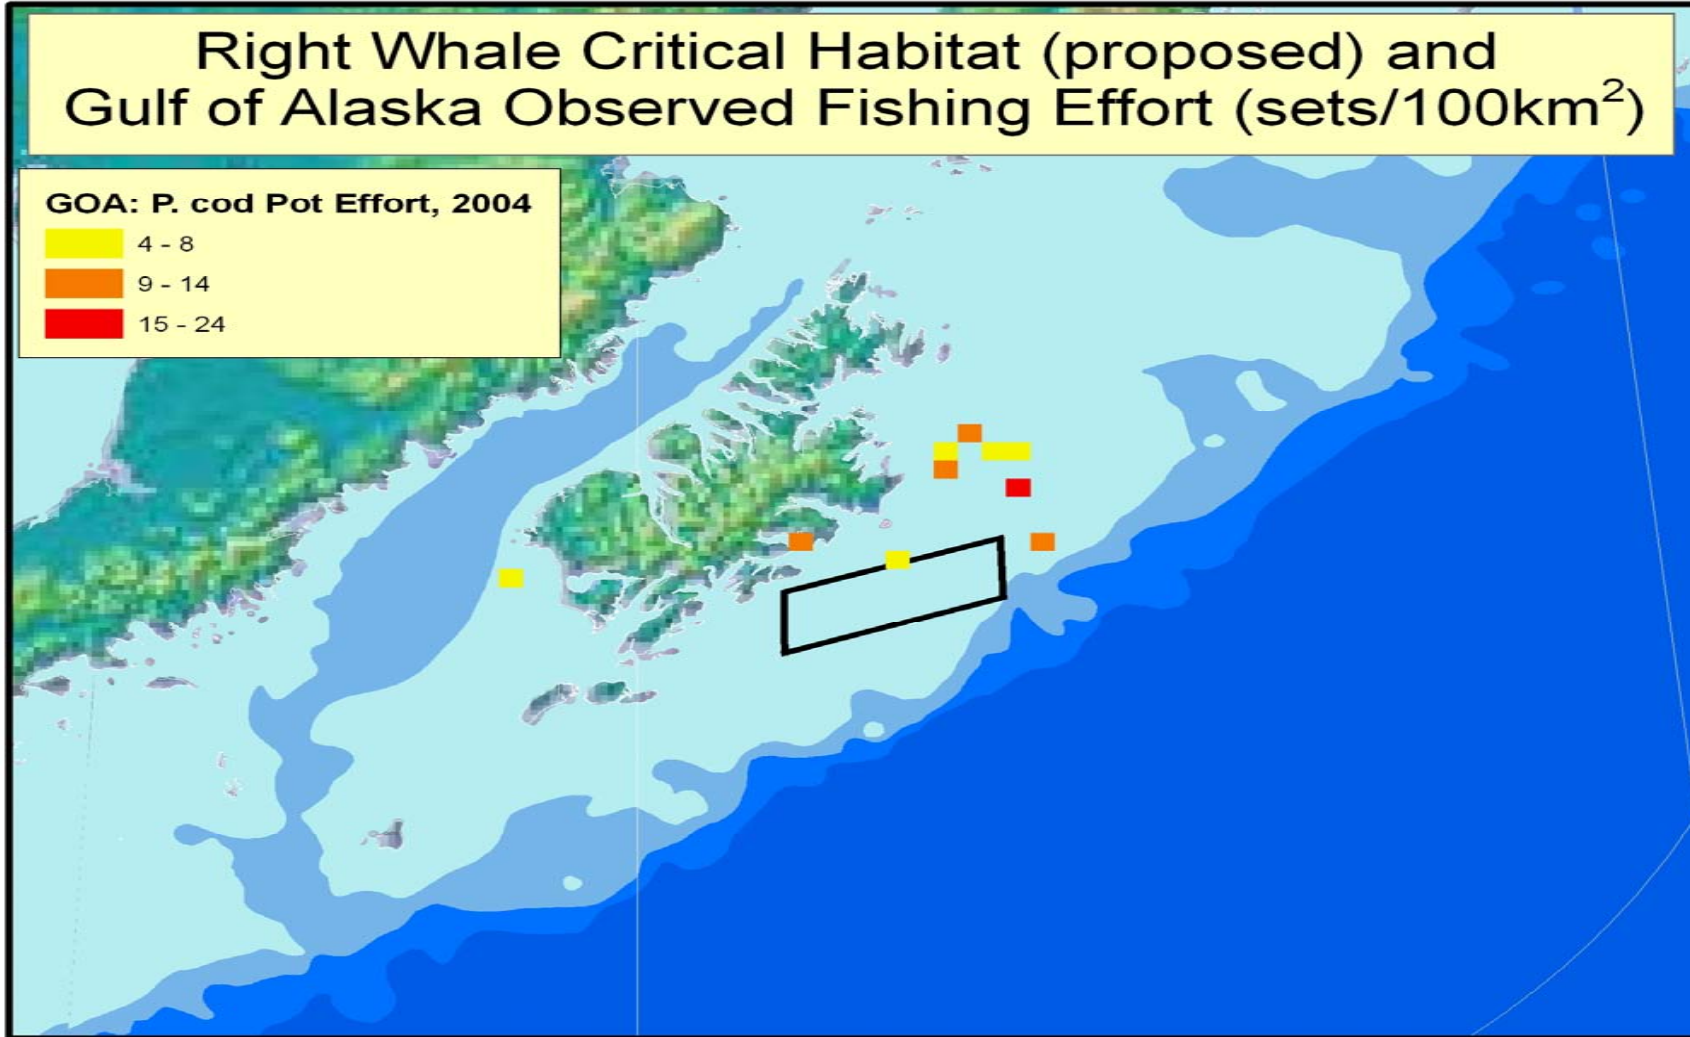 Right Whale Critical Habitat (proposed) and
Gulf of Alaska Observed Fishing Effort (sets/100km²)
GOA: P. cod Pot Effort, 2004
4 - 8
9 - 14
15 - 24